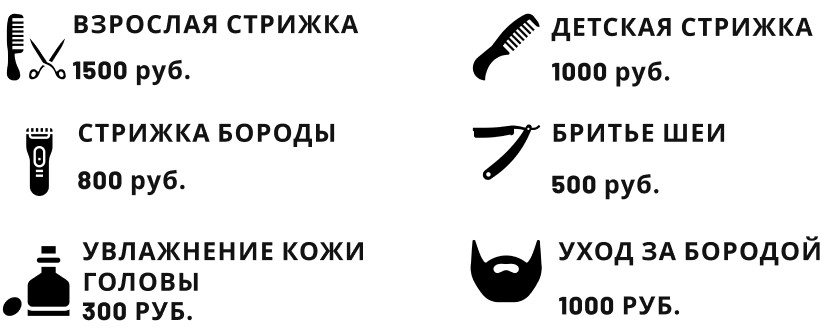 ВЗРОСЛАЯ СТРИЖКА
1500 руб.
ДЕТСКАЯ СТРИЖКА
1000 руб.
СТРИЖКА БОРОДЫ
800 руб.
БРИТЬЕ ШЕИ
500 руб.
УВЛАЖНЕНИЕ КОЖИ
ГОЛОВЫ
300 РУБ.
УХОД ЗА БОРОДОЙ
1000 РУБ.